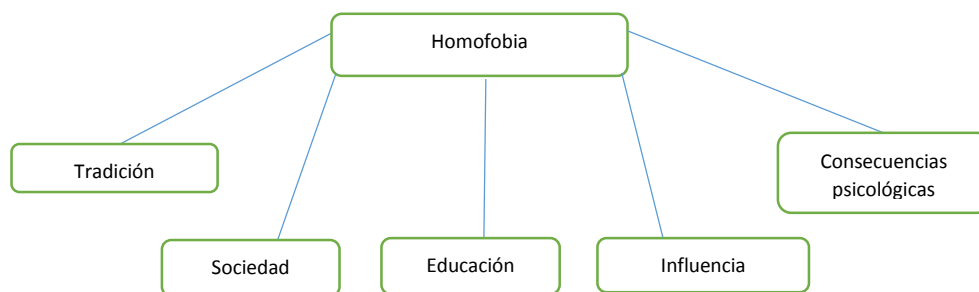 Homofobia
Tradición
Consecuencias
psicológicas
Sociedad
Educación
Influencia